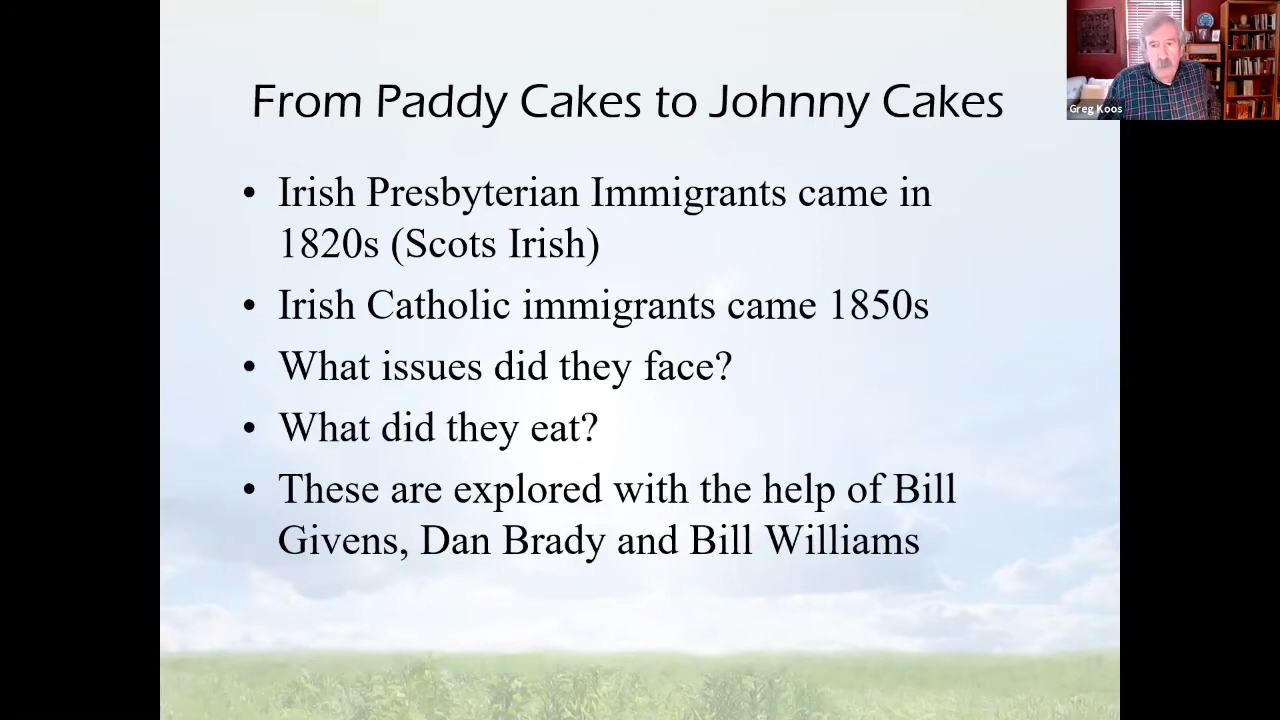 From Paddy Cakes to Johnny Cakes
Greg Koos
• Irish Presbyterian Immigrants came in
1820s (Scots Irish)
• Irish Catholic immigrants came 1850s
• What issues did they face?
• What did they eat?
• These are explored with the help of Bill
Givens, Dan Brady and Bill Williams